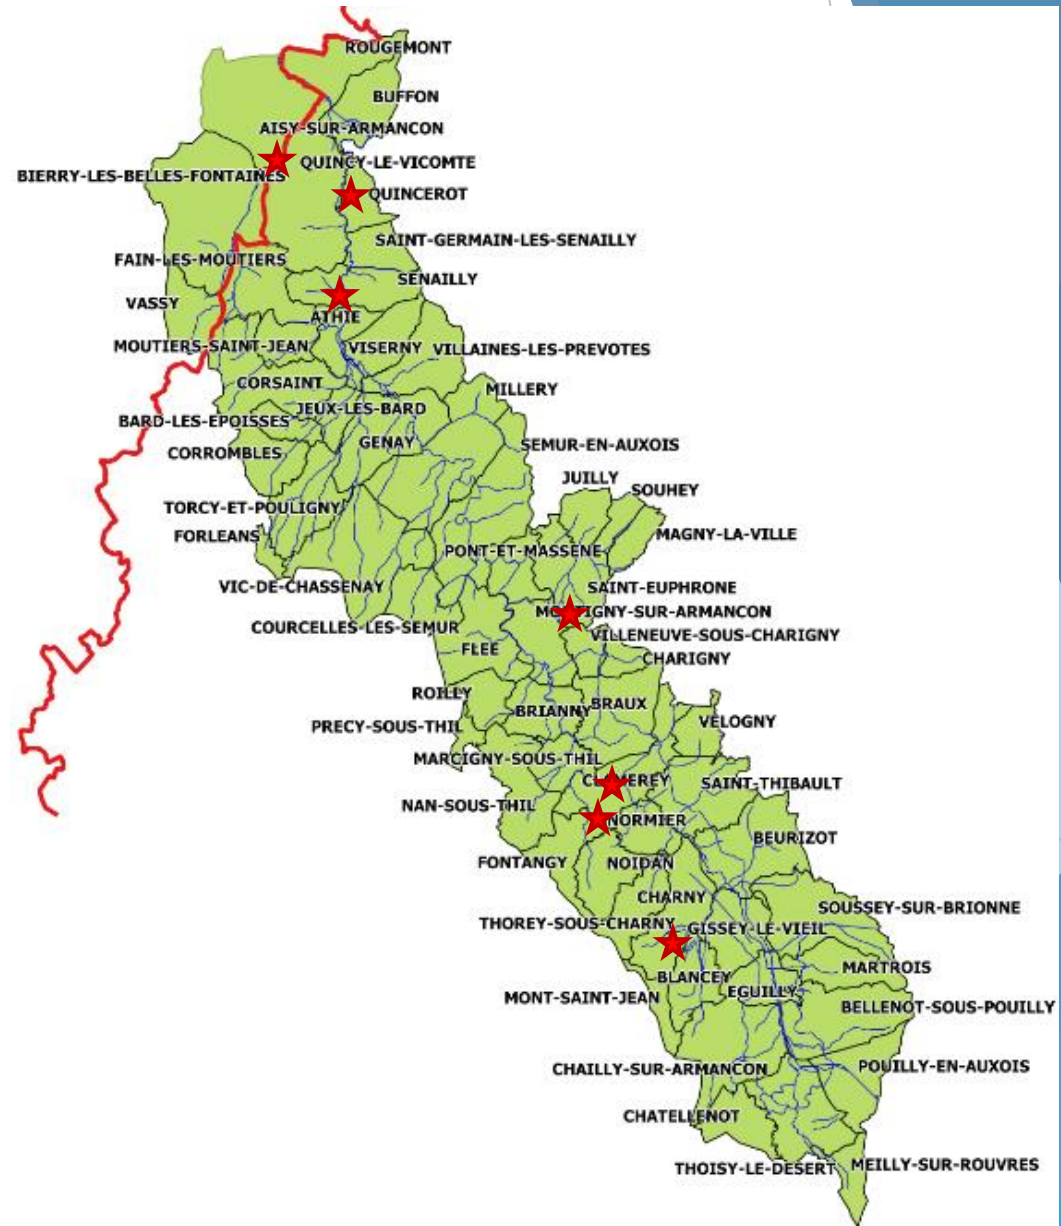 ROUGEMONT
BUFFON
AISY-SUR-ARMANCON
QUINCY-LE-VICOMTE
BIERRY-LES-BELLES-FONTAINES
QUINCEROT
SAINT-GERMAIN-LES-SENAILLY
FAIN-LES-MOUTIERS
SENAILLY
VASSY
ATHIE
MOUTIERS-SAINT-JEAN
VISERNY
VILLAINES-LES-PREVOTES
CORSAINT
MILLERY
JEUX-LES-BARD
BARD-LES-EPOISSES
GENAY
SEMUR-EN-AUXOIS
CORROMBLES
JUILLY
SOUHEY
TORCY-ET-POULIGNY
FORLEANS
MAGNY-LA-VILLE
PONT-ET-MASSENE
VIC-DE-CHASSENAY
SAINT-EUPHRONE
MONTIGNY-SUR-ARMANCON
COURCELLES-LES-SEMUR
VILLENEUVE-SOUS-CHARIGNY
FLEE
CHARIGNY
ROILLY
BRIANNY
BRAUX
PRECY-SOUS-THIL
VELOGNY
MARCIGNY-SOUS-THIL
CLAMEREY
SAINT-THIBAULT
NAN-SOUS-THIL
NORMIER
BEURIZOT
FONTANGY
NOIDAN
CHARNY
SOUSSEY-SUR-BRIONNE
THOREY-SOUS-CHARNY
GISSEY-LE-VIEIL
MARTROIS
BLANCEY
EGUILLY
MONT-SAINT-JEAN
BELLENOT-SOUS-POUILLY
CHAILLY-SUR-ARMANCON
POUILLY-EN-AUXOIS
CHATELLENOT
THOISY-LE-DESERT
MEILLY-SUR-ROUVRES